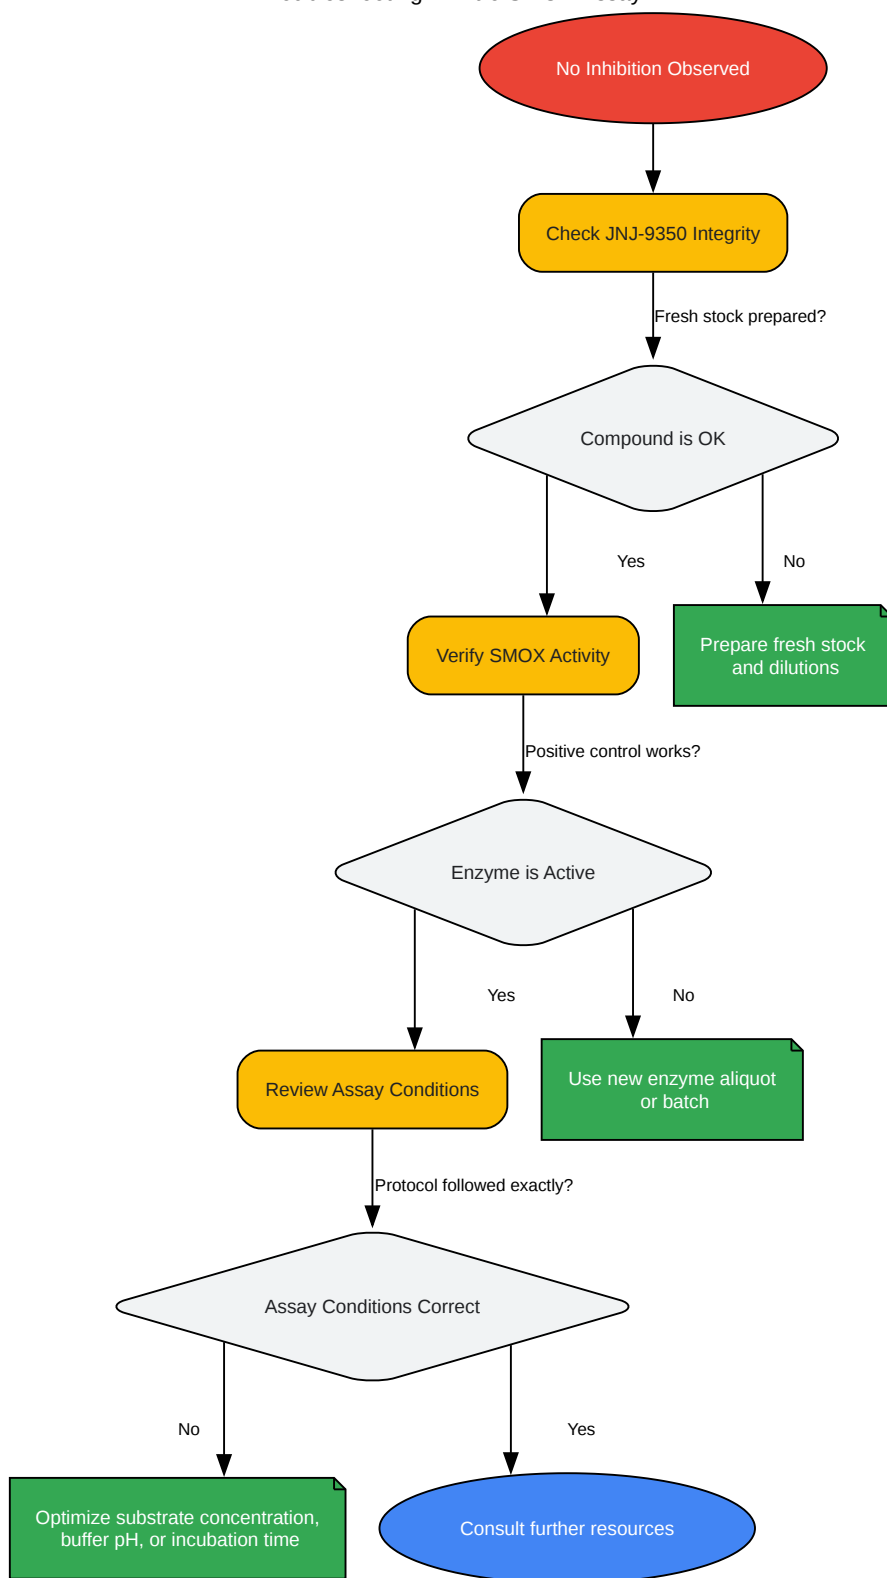 No Inhibition Observed
Check JNJ-9350 Integrity
Fresh stock prepared?
Compound is OK
Yes
No
Verify SMOX Activity
Prepare fresh stock
and dilutions
Positive control works?
Enzyme is Active
Yes
No
Review Assay Conditions
Use new enzyme aliquot
or batch
Protocol followed exactly?
Assay Conditions Correct
No
Yes
Optimize substrate concentration,
buffer pH, or incubation time
Consult further resources